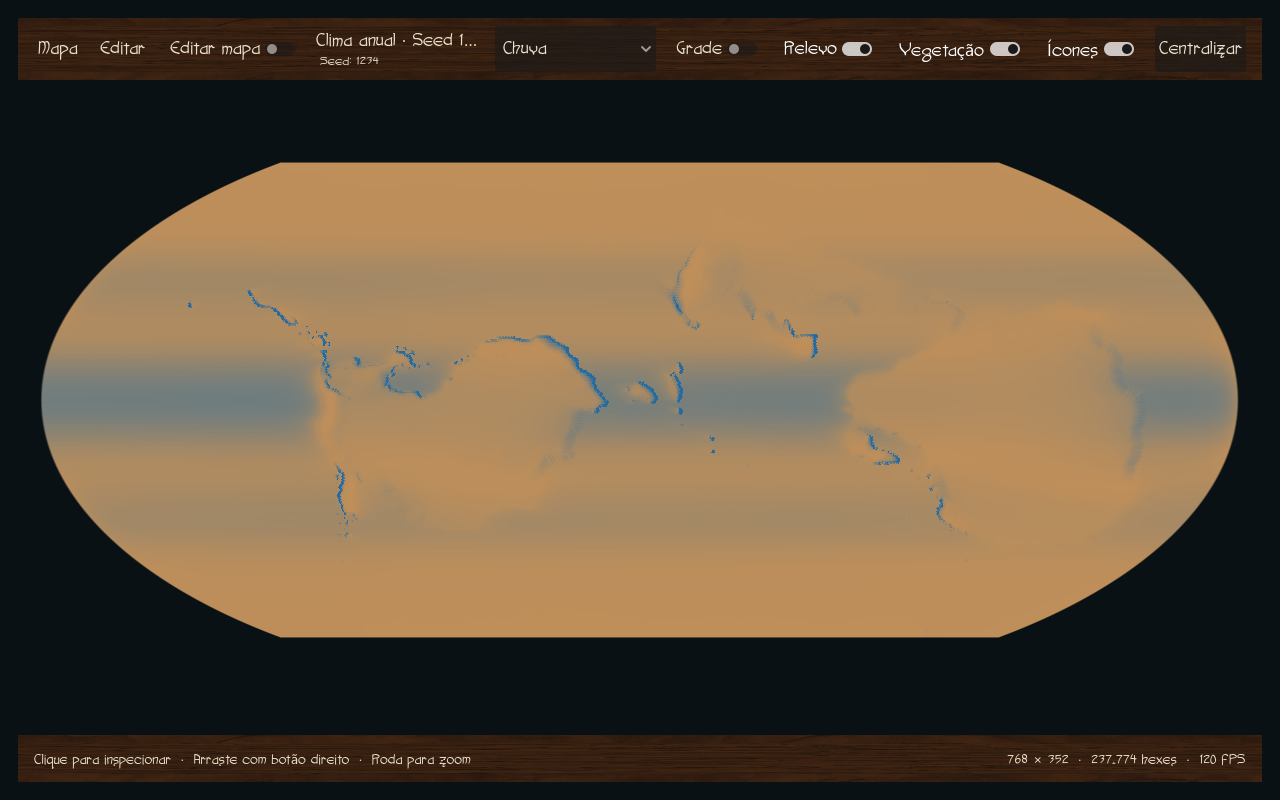 Mapa
Editar
Editar mapa
Clima anual · Seed 1...
Seed: 1234
Chuva
Grade
Relevo
Vegetação
Ícones
Centralizar
Clique para inspecionar · Arraste com botão direito · Roda para zoom
768 × 352 · 237.774 hexes · 120 FPS